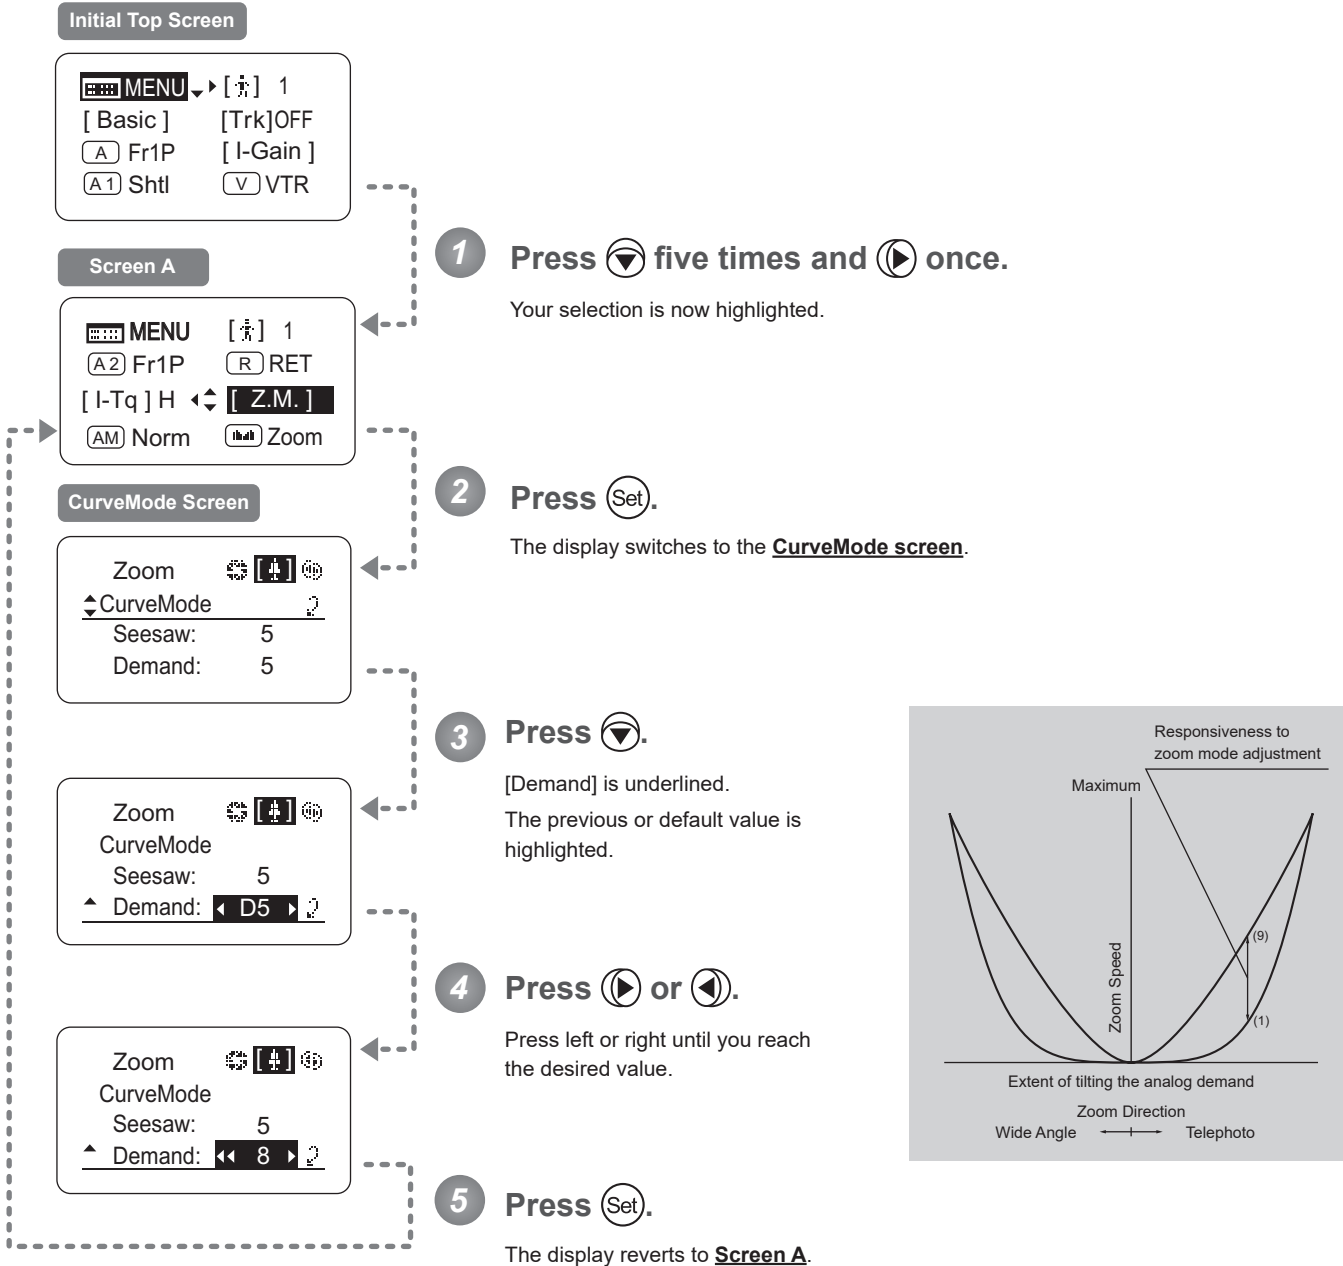 Initial Top Screen
MENU [ ] 1
[ Basic ] [Trk]OFF
A Fr1P [ I-Gain ]
A 1 Shtl V VTR
1 Press five times and once.
Your selection is now highlighted.
Screen A
MENU [ ] 1
A 2 Fr1P R RET
[ I-Tq ] H [ Z.M. ]
AM Norm Zoom
2 Press Set.
The display switches to the CurveMode screen.
CurveMode Screen
Zoom [ ]
CurveMode
Seesaw: 5
Demand: 5
3 Press .
[Demand] is underlined.
The previous or default value is
highlighted.
Zoom [ ]
CurveMode
Seesaw: 5
Demand: D5
4 Press or .
Press left or right until you reach
the desired value.
Zoom [ ]
CurveMode
Seesaw: 5
Demand: 8
5 Press Set.
The display reverts to Screen A.
Responsiveness to
zoom mode adjustment
Maximum
Zoom Speed
(9)
(1)
Extent of tilting the analog demand
Zoom Direction
Wide Angle Telephoto